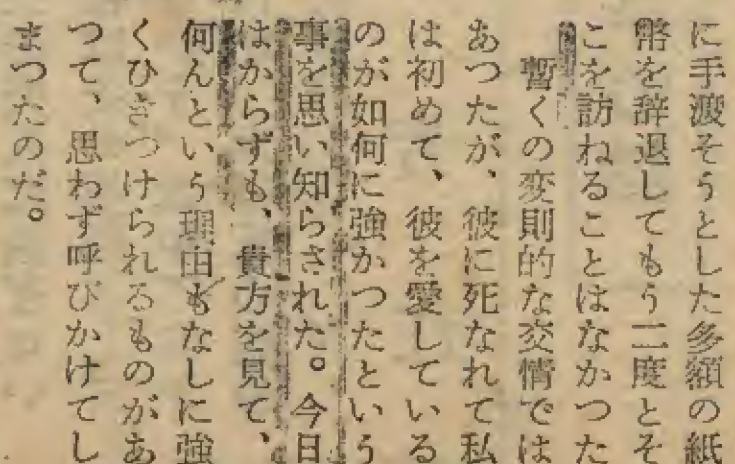 に手渡そうとした多額の紙
幣を辞退してもう二度とそ
こを訪ねることはなかつた
暫くの変則的な交情では
あつたが、彼に死なれて私
は初めて、彼を愛している
のが如何に強かつたという
事を思い知らされた。今日
はからずも、貴方を見て、
何んという理由もなしに強
くひきつけられるものがあ
つて、思わず呼びかけてし
まつたのだ。